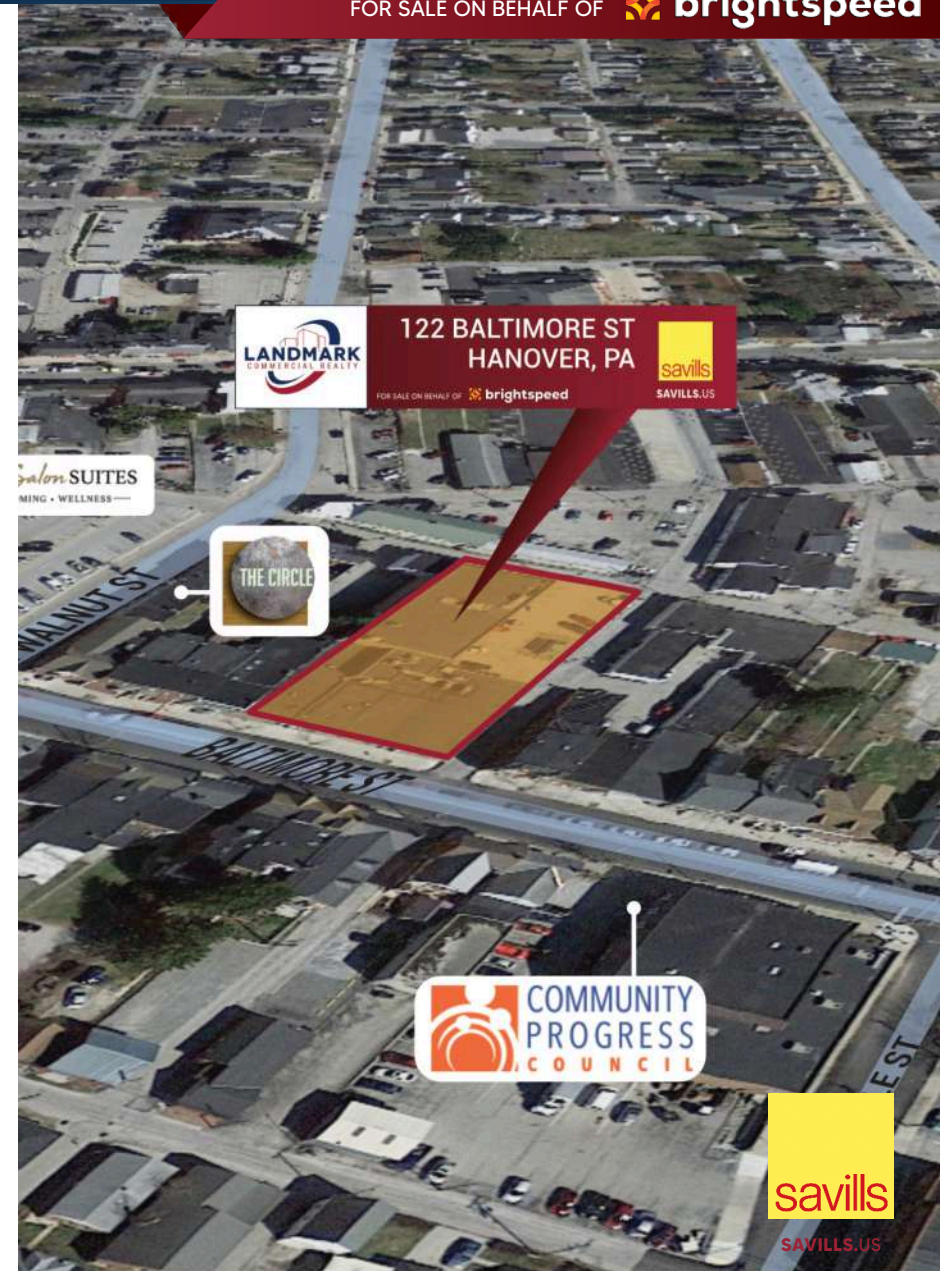 FOR SALE ON BEHALF OF brightspeed
LANDMARK
COMMERCIAL REALTY
122 BALTIMORE ST
HANOVER, PA
FOR SALE ON BEHALF OF brightspeed
savills
SAVILLS.US
SUITES
WELLNESS
THE CIRCLE
WALNUT ST
BALTIMORE ST
COMMUNITY
PROGRESS
COUNCIL
E ST
savills
SAVILLS.US